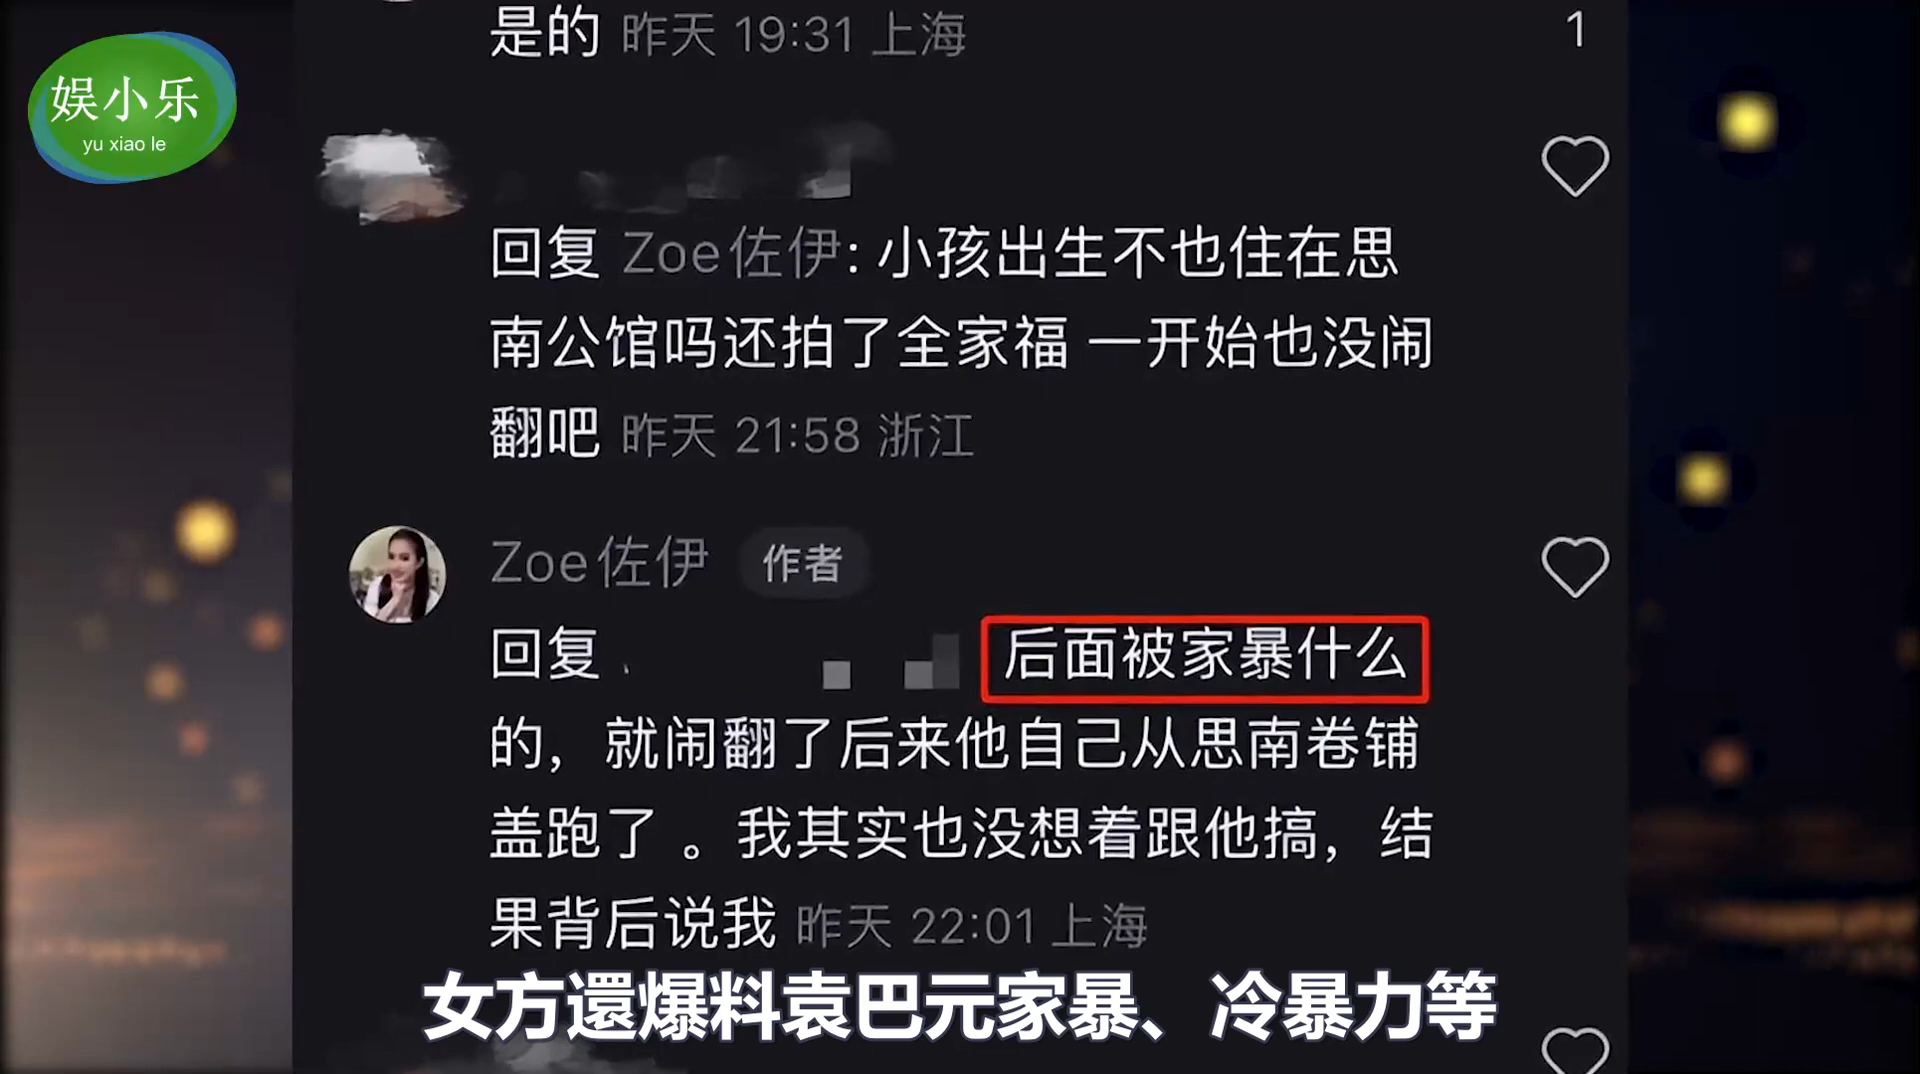 是的 昨天 19:31 上海
1
娱小乐
yu xiao le
回复 Zoe佐伊: 小孩出生不也住在思
南公馆吗还拍了全家福 一开始也没闹
翻吧 昨天 21:58 浙江
Zoe佐伊 作者
回复 后面被家暴什么
的，就闹翻了后来他自己从思南卷铺
盖跑了 。我其实也没想着跟他搞，结
果背后说我 昨天 22:01 上海
女方還爆料袁巴元家暴、冷暴力等